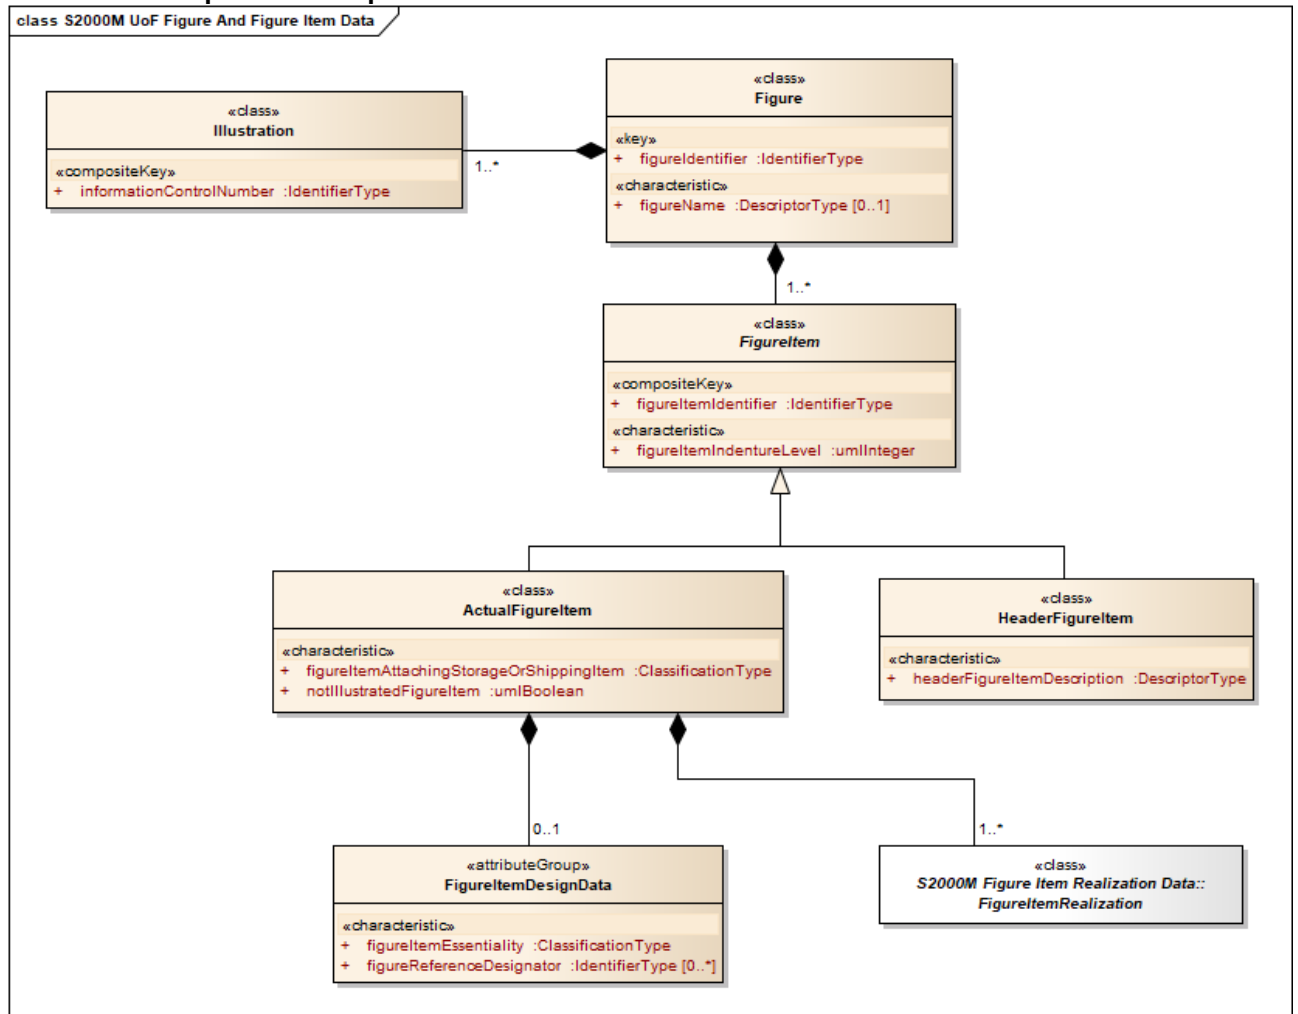 class S2000M UoF Figure And Figure Item Data
«class»
Illustration
«compositeKey»
+ informationControlNumber :IdentifierType
1..*
«class»
Figure
«key»
+ figureIdentifier :IdentifierType
«characteristic»
+ figureName :DescriptorType [0..1]
1..*
«class»
FigureItem
«compositeKey»
+ figureItemIdentifier :IdentifierType
«characteristic»
+ figureItemIndentureLevel :umlInteger
«class»
ActualFigureItem
«characteristic»
+ figureItemAttachingStorageOrShippingItem :ClassificationType
+ notIllustratedFigureItem :umlBoolean
«class»
HeaderFigureItem
«characteristic»
+ headerFigureItemDescription :DescriptorType
0..1
1..*
«attributeGroup»
FigureItemDesignData
«characteristic»
+ figureItemEssentiality :ClassificationType
+ figureReferenceDesignator :IdentifierType [0..*]
«class»
S2000M Figure Item Realization Data::
FigureItemRealization